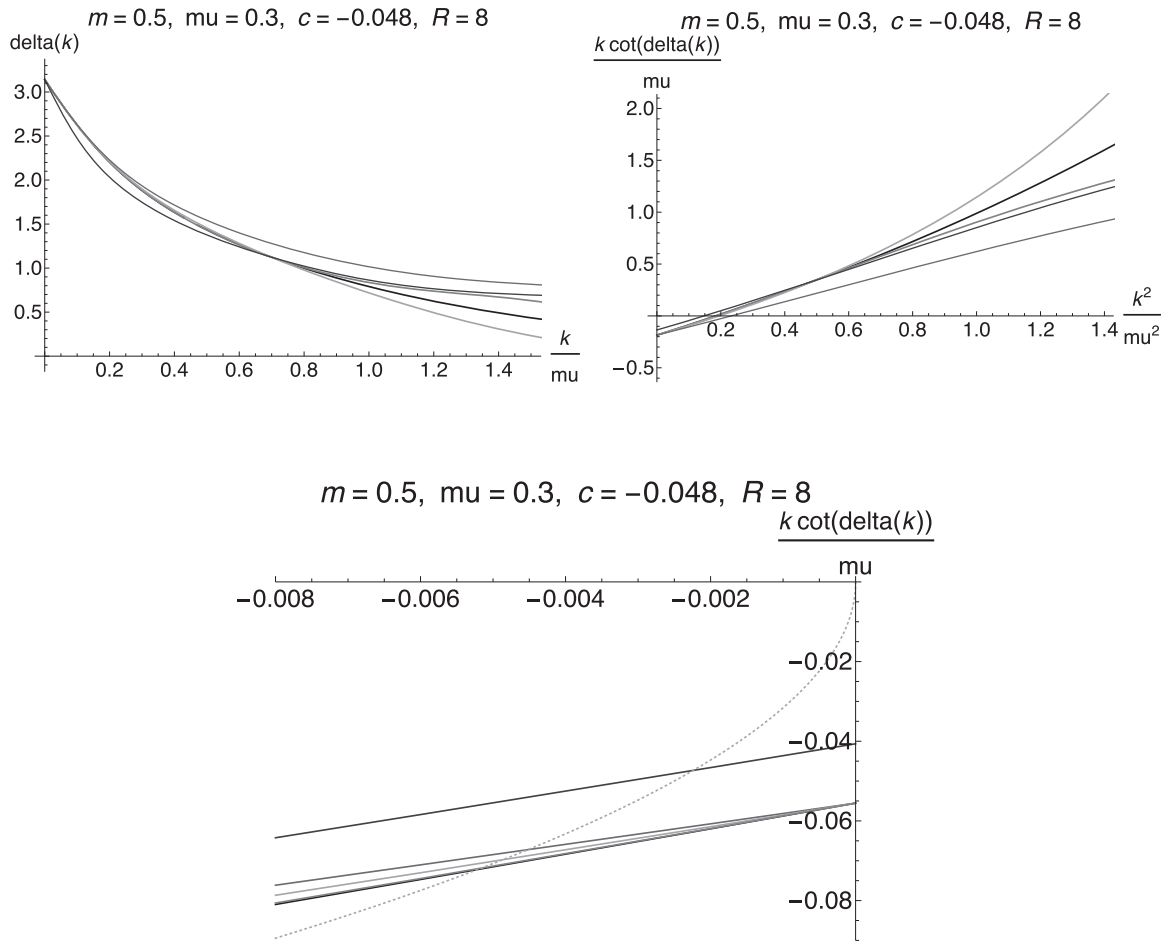 m = 0.5, mu = 0.3, c = −0.048, R = 8
delta(k)
3.0
2.5
2.0
1.5
1.0
0.5
0.2 0.4 0.6 0.8 1.0 1.2 1.4
k
mu
m = 0.5, mu = 0.3, c = −0.048, R = 8
k cot(delta(k))
mu
2.0
1.5
1.0
0.5
−0.5
0.2 0.4 0.6 0.8 1.0 1.2 1.4
k²
mu²
m = 0.5, mu = 0.3, c = −0.048, R = 8
k cot(delta(k))
mu
−0.008 −0.006 −0.004 −0.002
−0.02
−0.04
−0.06
−0.08